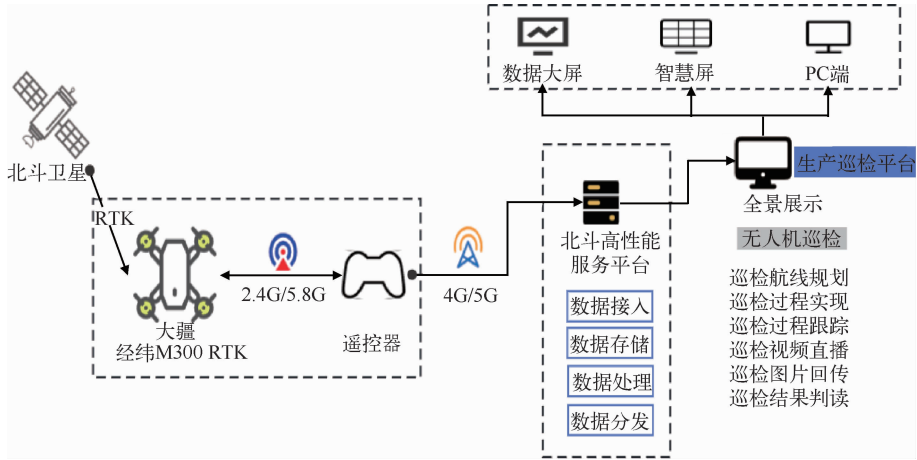 数据大屏
智慧屏
PC端
北斗卫星
RTK
2.4G/5.8G
大疆
经纬M300 RTK
遥控器
4G/5G
北斗高性能
服务平台
数据接入
数据存储
数据处理
数据分发
生产巡检平台
全景展示
无人机巡检
巡检航线规划
巡检过程实现
巡检过程跟踪
巡检视频直播
巡检图片回传
巡检结果判读